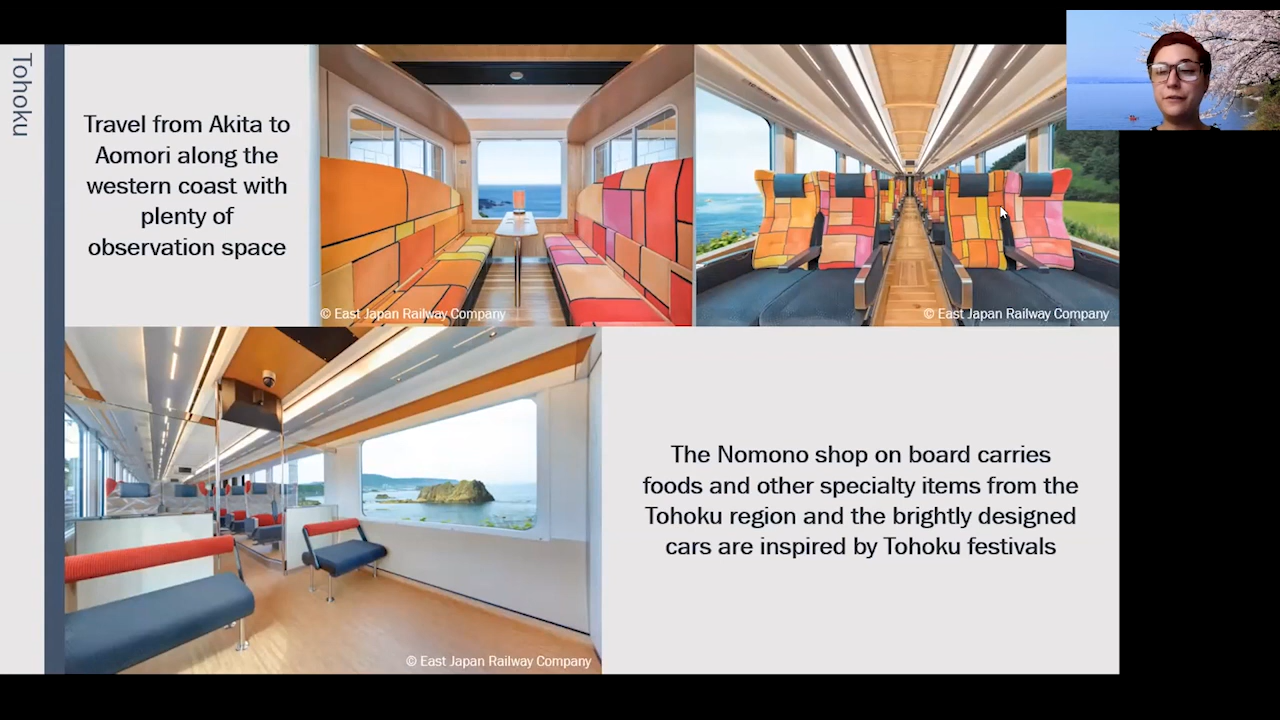 Tohoku
Travel from Akita to
Aomori along the
western coast with
plenty of
observation space
© East Japan Railway Company
© East Japan Railway Company
© East Japan Railway Company
The Nomono shop on board carries
foods and other specialty items from the
Tohoku region and the brightly designed
cars are inspired by Tohoku festivals